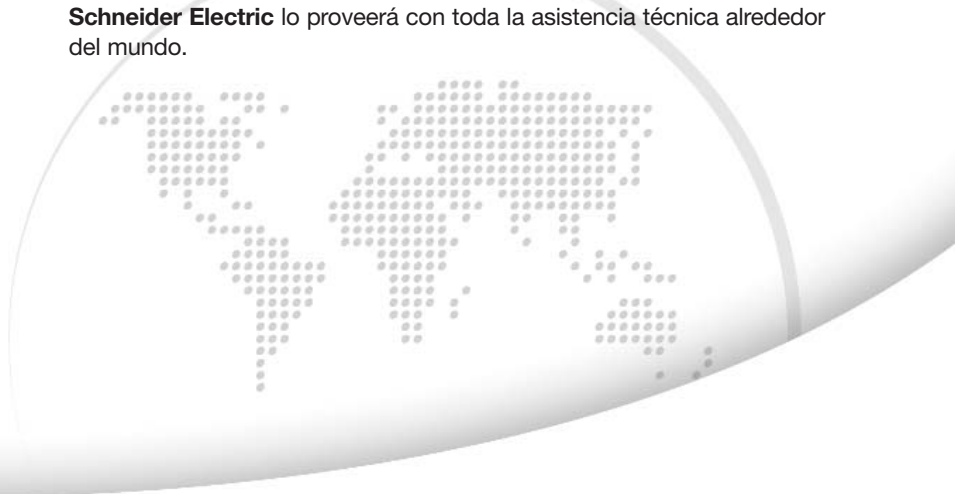 Schneider Electric lo proveerá con toda la asistencia técnica alrededor
del mundo.